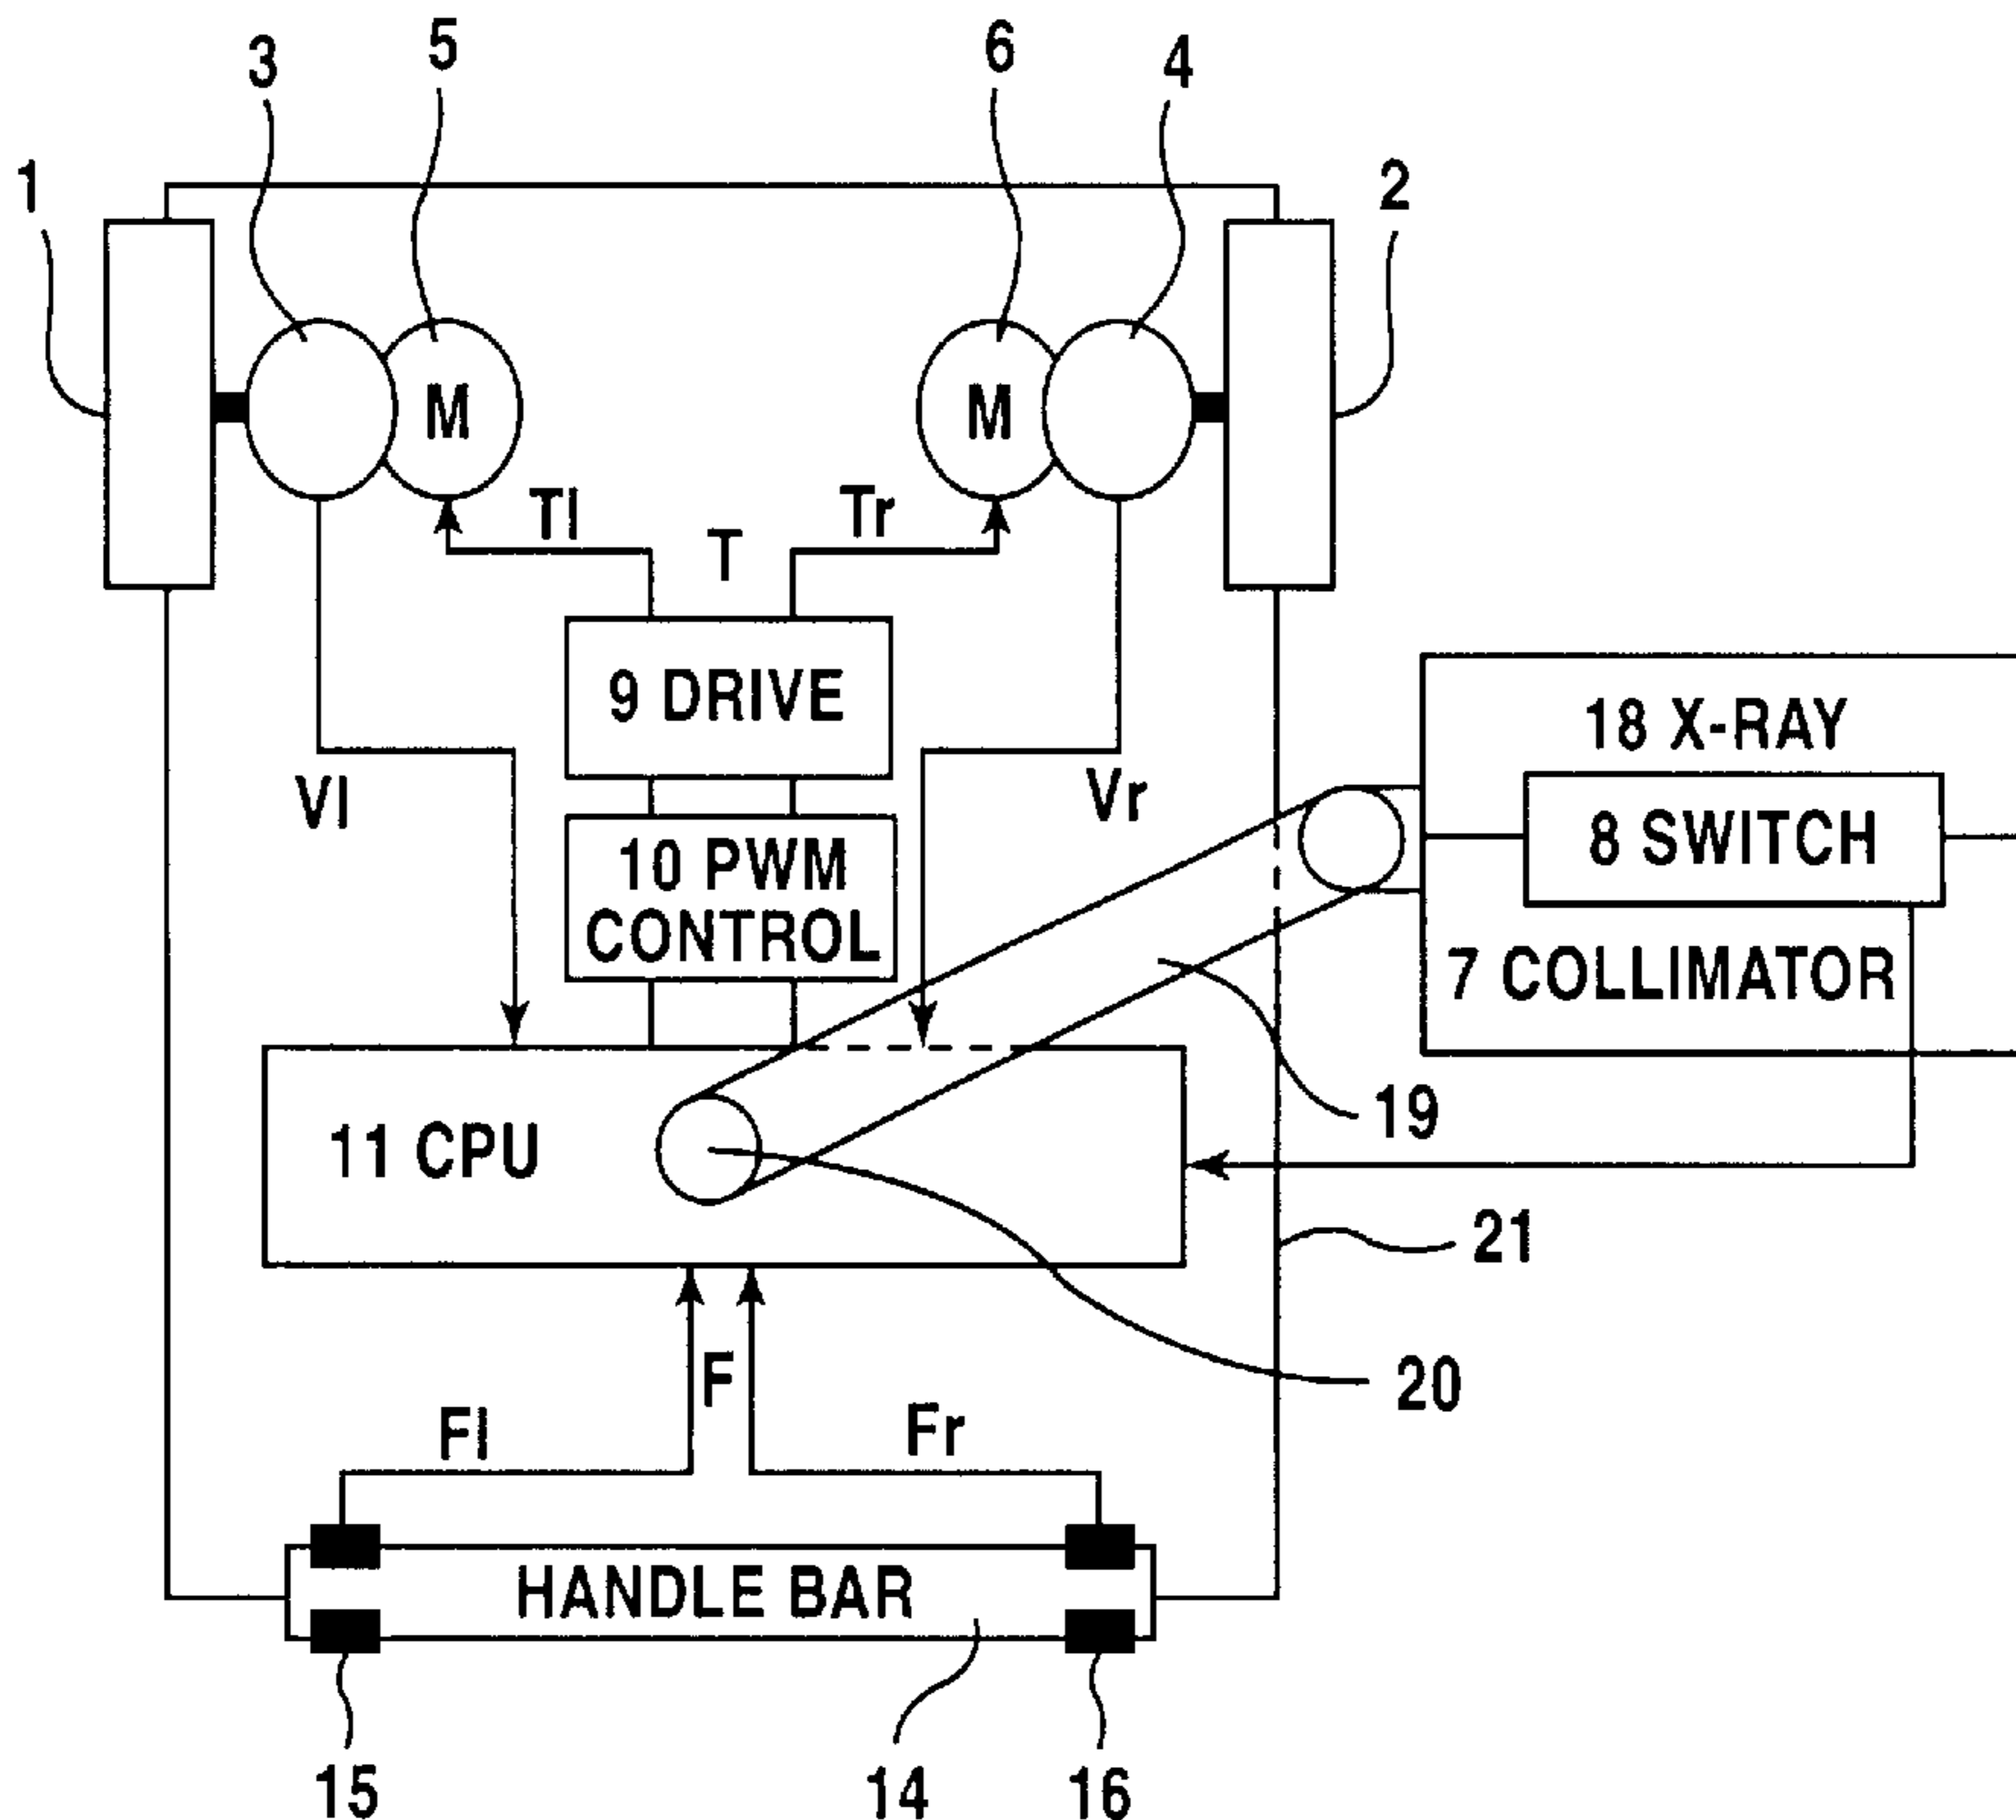 3
5
6
4
1
2
M
M
Tl
T
Tr
9 DRIVE
18 X-RAY
Vl
Vr
8 SWITCH
10 PWM
CONTROL
7 COLLIMATOR
19
11 CPU
21
F
20
Fl
Fr
HANDLE BAR
15
14
16